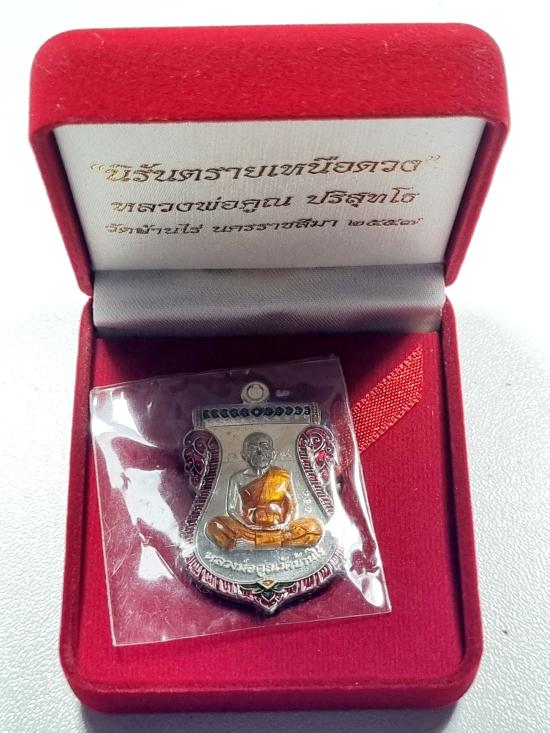 "นิรันตรายเหนือดวง"
หลวงพ่อคูณ ปริสุทโธ
วัดบ้านไร่ นครราชสีมา ๒๕๕๗
หลวงพ่อคูณวัดบ้านไร่